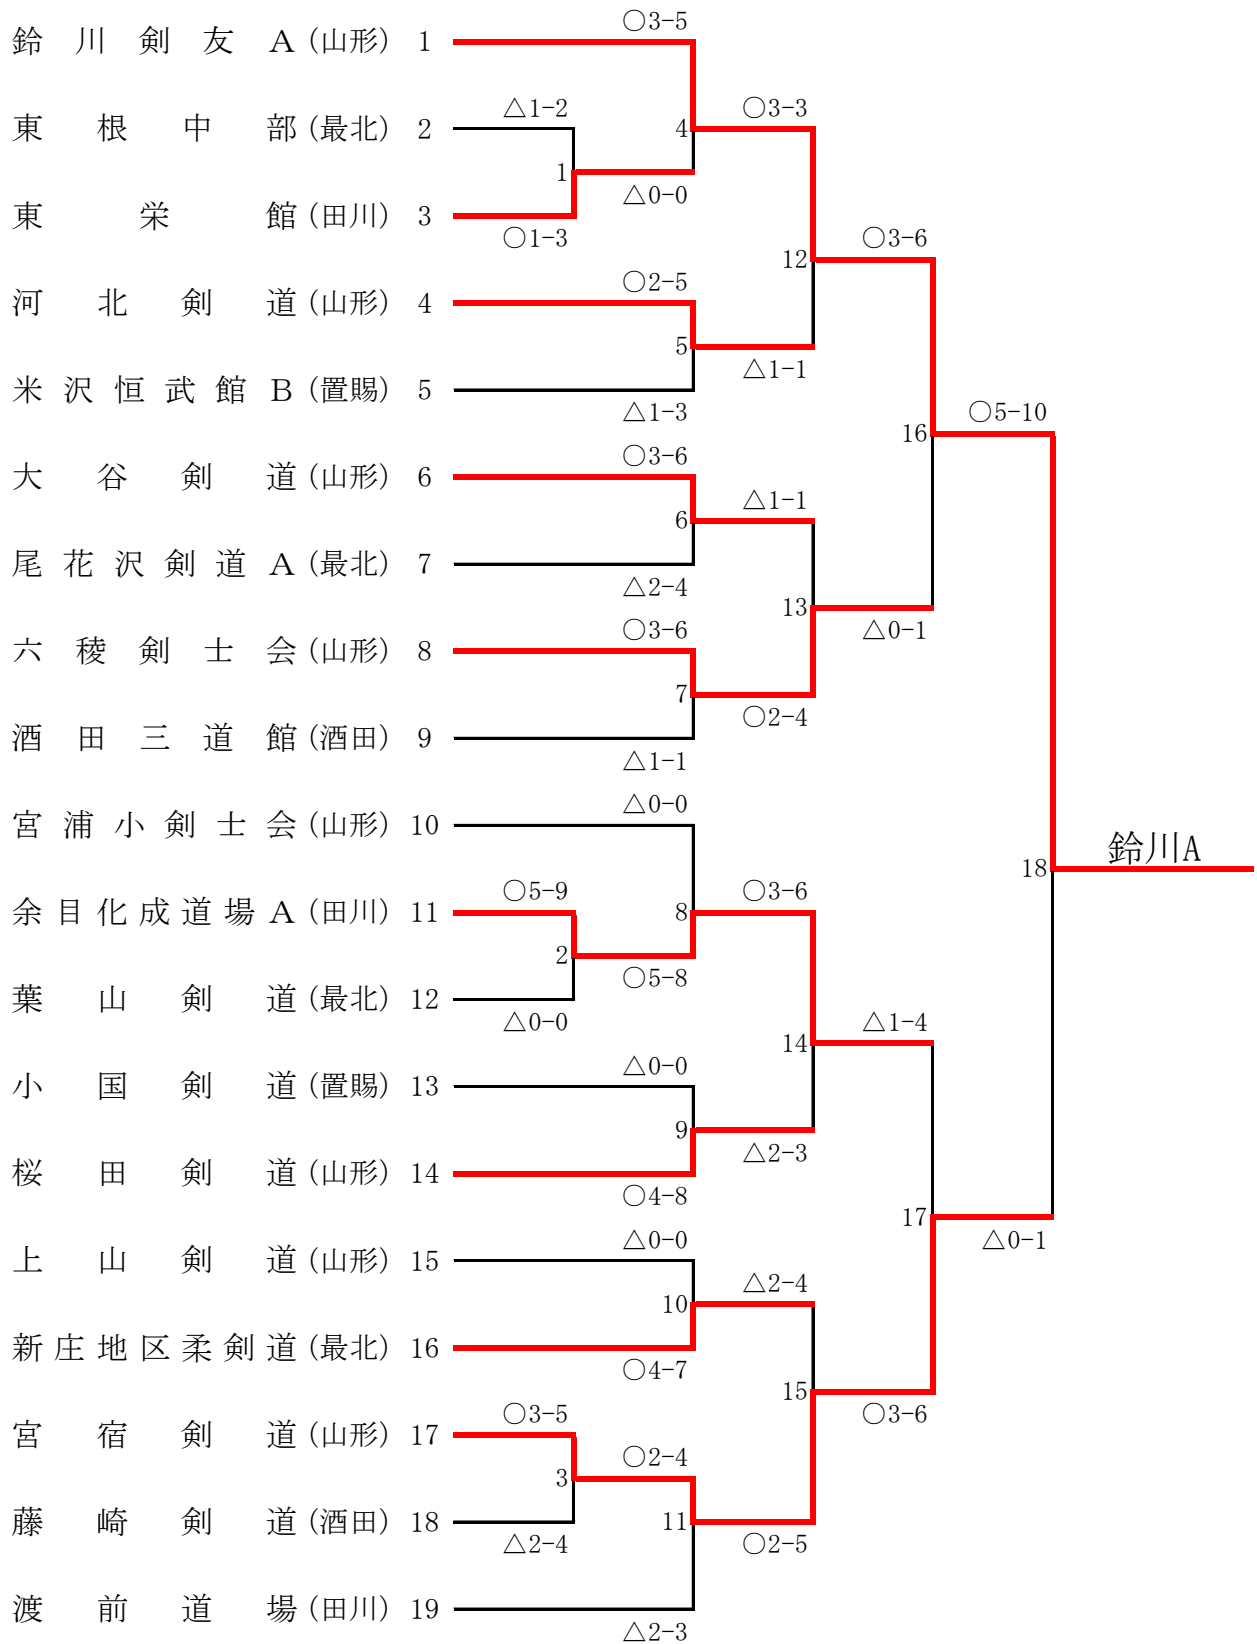 ○3-5
鈴川剣友A(山形) 1
△1-2 ○3-3
東根中部(最北) 2 4
1
△0-0
東栄館(田川) 3
○1-3 ○3-6
12
○2-5
河北剣道(山形) 4
5
△1-1
米沢恒武館B(置賜) 5
△1-3 ○5-10
16
○3-6
大谷剣道(山形) 6
△1-1
6
尾花沢剣道A(最北) 7
△2-4
13
○3-6 △0-1
六稜剣士会(山形) 8
7
○2-4
酒田三道館(酒田) 9
△1-1
△0-0
宮浦小剣士会(山形) 10
鈴川A
18
○5-9 ○3-6
余目化成道場A(田川) 11 8
2
○5-8
葉山剣道(最北) 12
△0-0 △1-4
14
△0-0
小国剣道(置賜) 13
9
△2-3
桜田剣道(山形) 14
○4-8
17
△0-0 △0-1
上山剣道(山形) 15
△2-4
10
新庄地区柔剣道(最北) 16
○4-7
15
○3-5 ○3-6
宮宿剣道(山形) 17
○2-4
3
藤崎剣道(酒田) 18 11
△2-4 ○2-5
渡前道場(田川) 19
△2-3